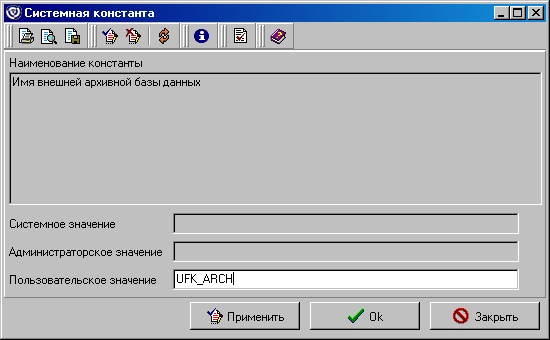 Системная константа
Наименование константы
Имя внешней архивной базы данных
Системное значение
Администраторское значение
Пользовательское значение UFK_ARCH
Применить Ok Закрыть